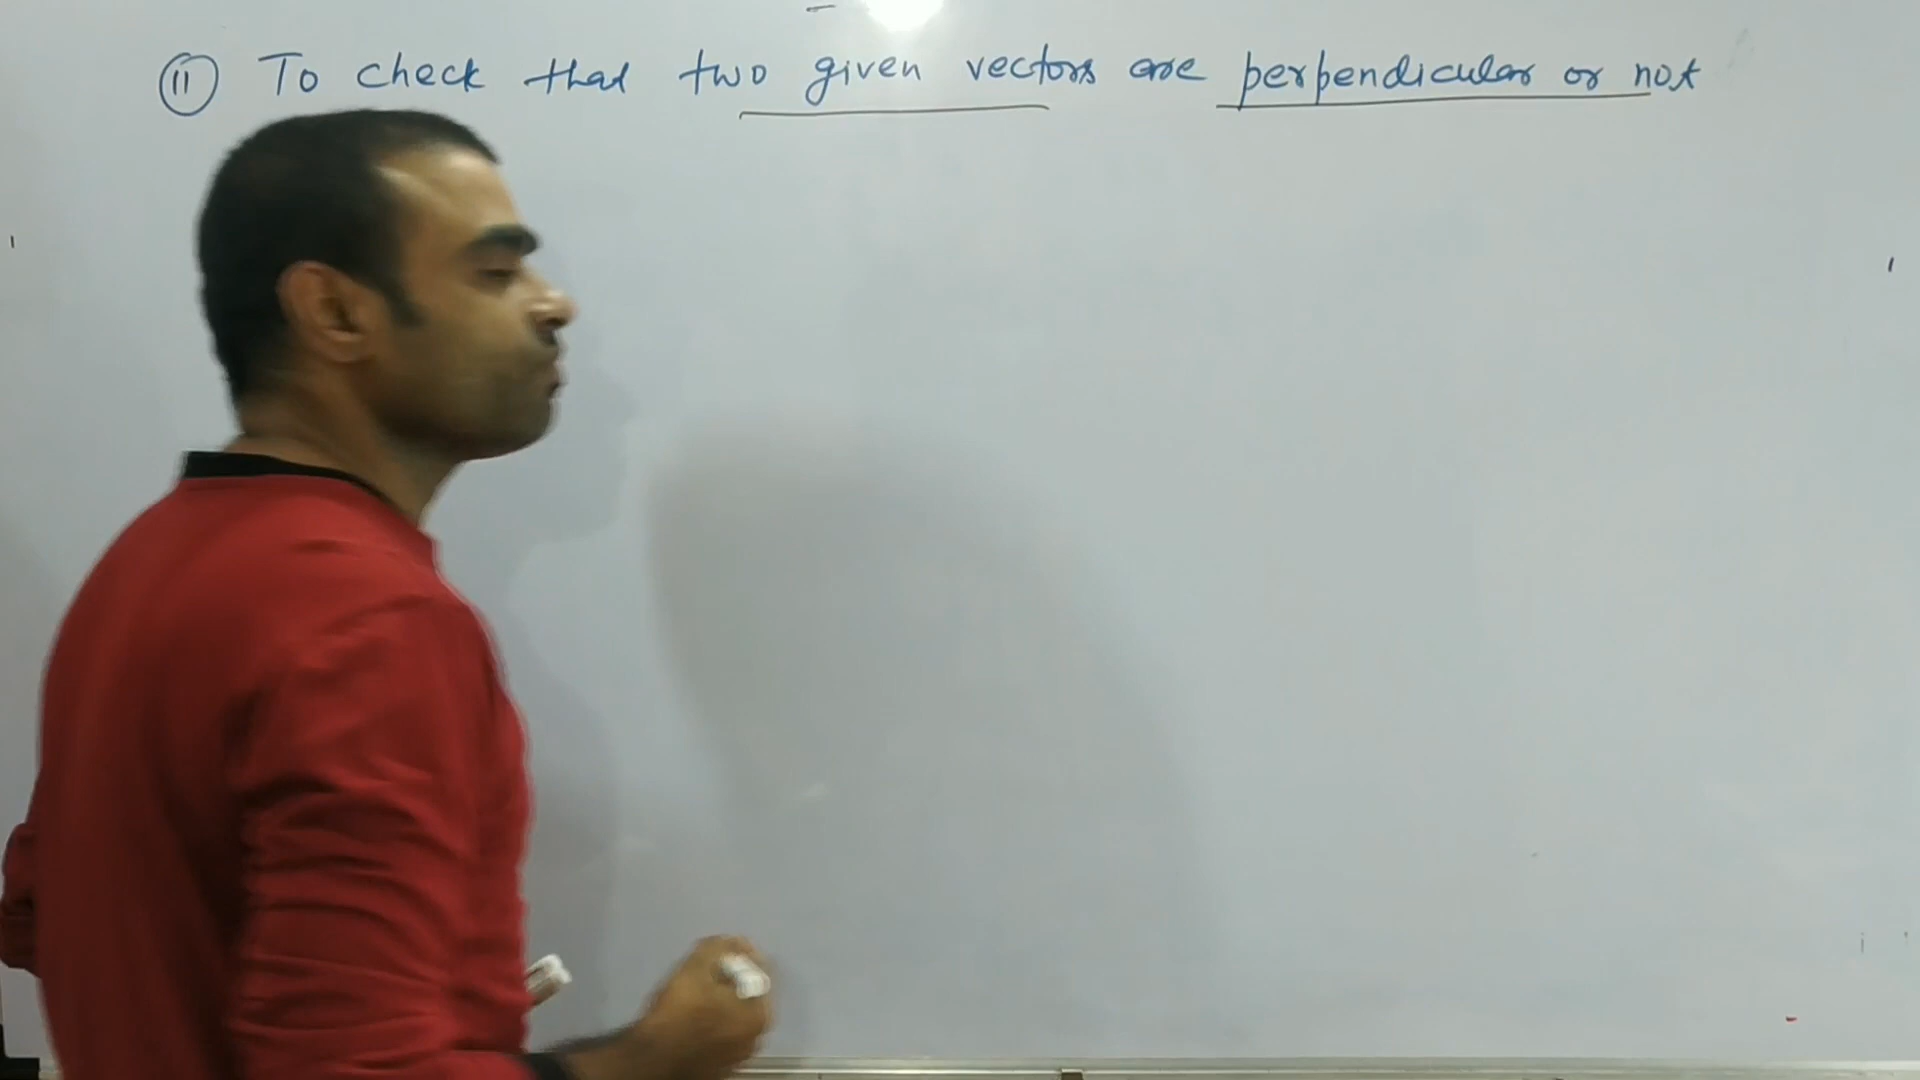 (11) To check that two given vectors are perpendicular or not